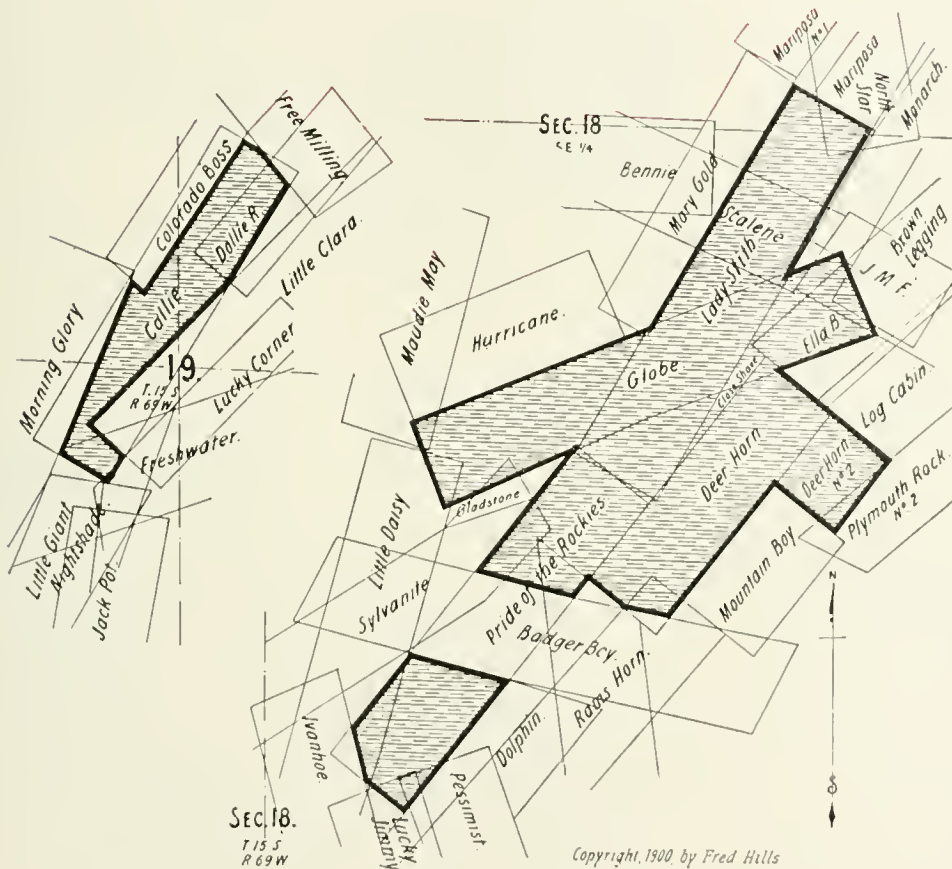 Mariposa
Nº 1
Mariposa
North
Star
Manarch.
Free Milling
SEC. 18
SE 1/4
Bennie
Mary Gold
Colorado Boss
Dollie R.
Little Clara.
Scalene
Lady Stith
Brown
Legging
J M F.
Maudie May
Hurricane.
Callie
Ella B.
Morning Glory
19.
T. 15 S
R 69 W
Lucky Corner
Globe.
Close Shave
Log Cabin.
Freshwater.
Deer Horn
Deer Horn
Nº 2
Plymouth Rock.
Nº 2
Gladstone
Little Giant
Nightshade
Jack Pot.
Little Daisy
Pride of the Rockies
Mountain Boy
N
Sylvanite
Badger Bcy.
Rams Horn.
Dolphin.
Ivanhoe.
S
Pessimist.
Lucky
Jimmy
SEC. 18.
T 15 S
R 69 W
Copyright, 1900, by Fred Hills